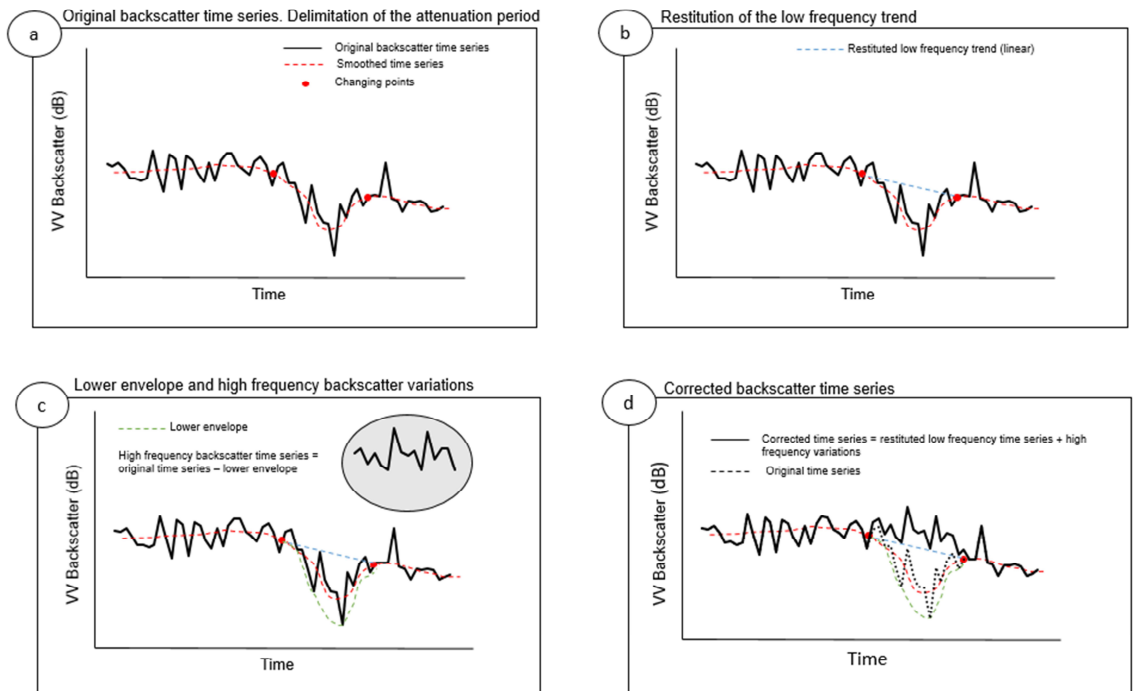 Original backscatter time series. Delimitation of the attenuation period
a
Original backscatter time series
Smoothed time series
Changing points
VV Backscatter (dB)
Time
Restitution of the low frequency trend
b
Restituted low frequency trend (linear)
VV Backscatter (dB)
Time
Lower envelope and high frequency backscatter variations
c
Lower envelope
High frequency backscatter time series =
original time series – lower envelope
VV Backscatter (dB)
Time
Corrected backscatter time series
d
Corrected time series = restituted low frequency time series + high
frequency variations
Original time series
VV Backscatter (dB)
Time